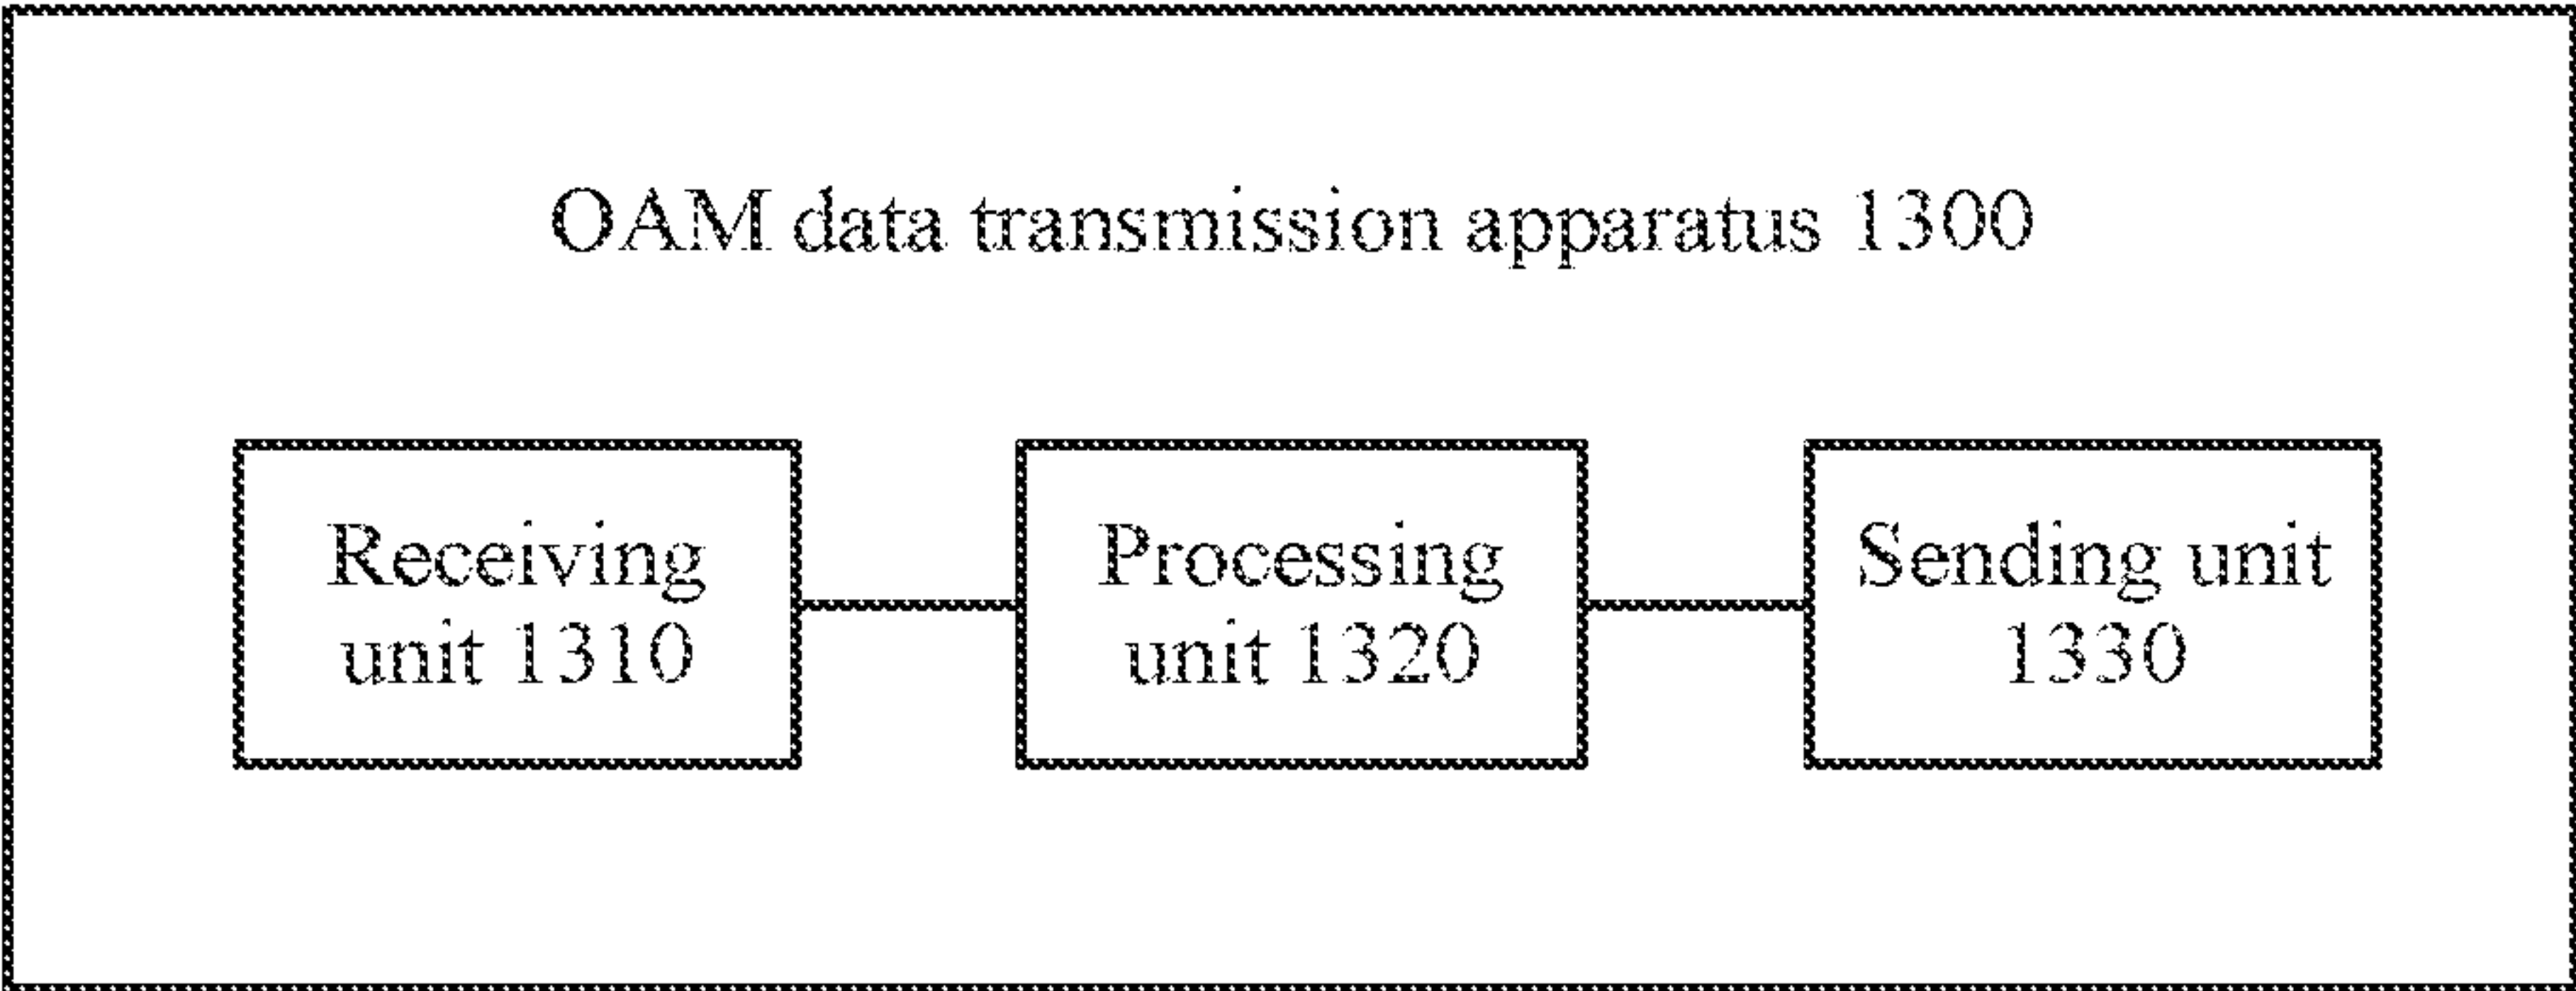 OAM data transmission apparatus 1300
Receiving
unit 1310
Processing
unit 1320
Sending unit
1330